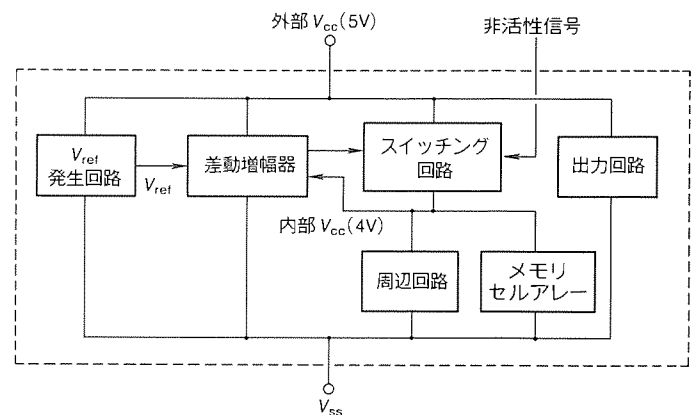 外部 Vcc(5V)
非活性信号
Vref
発生回路
Vref
差動増幅器
スイッチング
回路
出力回路
内部 Vcc(4V)
周辺回路
メモリ
セルアレー
Vss